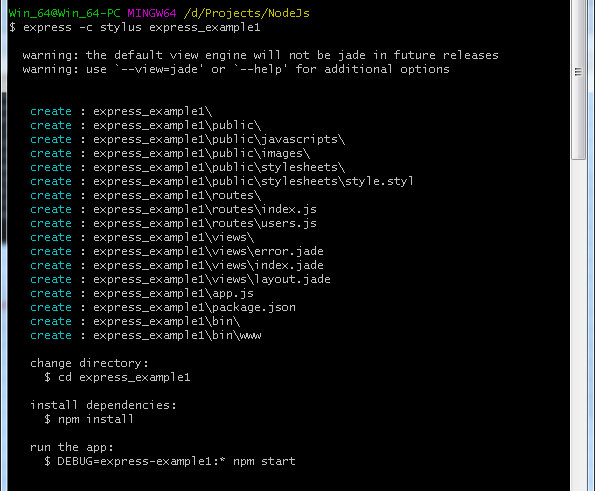 Win_64@Win_64-PC MINGW64 /d/Projects/NodeJs
$ express -c stylus express_example1
warning: the default view engine will not be jade in future releases
warning: use `--view=jade' or `--help' for additional options
create : express_example1\
create : express_example1\public\
create : express_example1\public\javascripts\
create : express_example1\public\images\
create : express_example1\public\stylesheets\
create : express_example1\public\stylesheets\style.styl
create : express_example1\routes\
create : express_example1\routes\index.js
create : express_example1\routes\users.js
create : express_example1\views\
create : express_example1\views\error.jade
create : express_example1\views\index.jade
create : express_example1\views\layout.jade
create : express_example1\app.js
create : express_example1\package.json
create : express_example1\bin\
create : express_example1\bin\www
change directory:
$ cd express_example1
install dependencies:
$ npm install
run the app:
$ DEBUG=express-example1:* npm start